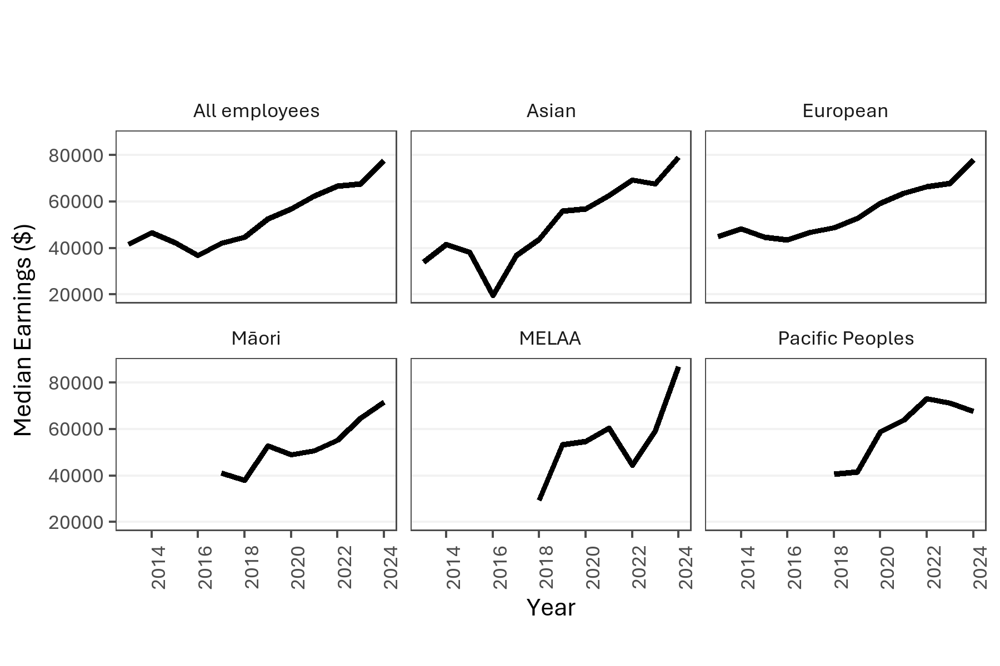 All employees
Asian
European
80000
60000
40000
20000
Median Earnings ($)
Māori
MELAA
Pacific Peoples
80000
60000
40000
20000
2014 2016 2018 2020 2022 2024
2014 2016 2018 2020 2022 2024
2014 2016 2018 2020 2022 2024
Year